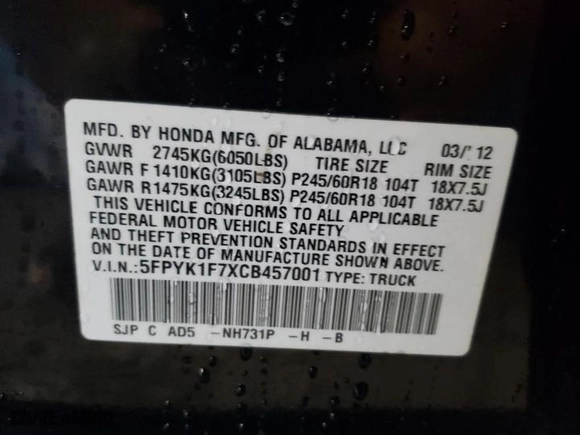 MFD. BY HONDA MFG. OF ALABAMA, LLC 03/12
GVWR 2745KG(6050LBS) TIRE SIZE RIM SIZE
GAWR F 1410KG(3105LBS) P245/60R18 104T 18X7.5J
GAWR R 1475KG(3245LBS) P245/60R18 104T 18X7.5J
THIS VEHICLE CONFORMS TO ALL APPLICABLE
FEDERAL MOTOR VEHICLE SAFETY
AND THEFT PREVENTION STANDARDS IN EFFECT
ON THE DATE OF MANUFACTURE SHOWN ABOVE.
V.I.N.:5FPYK1F7XCB457001 TYPE: TRUCK
SJP C AD5 -NH731P -H -B